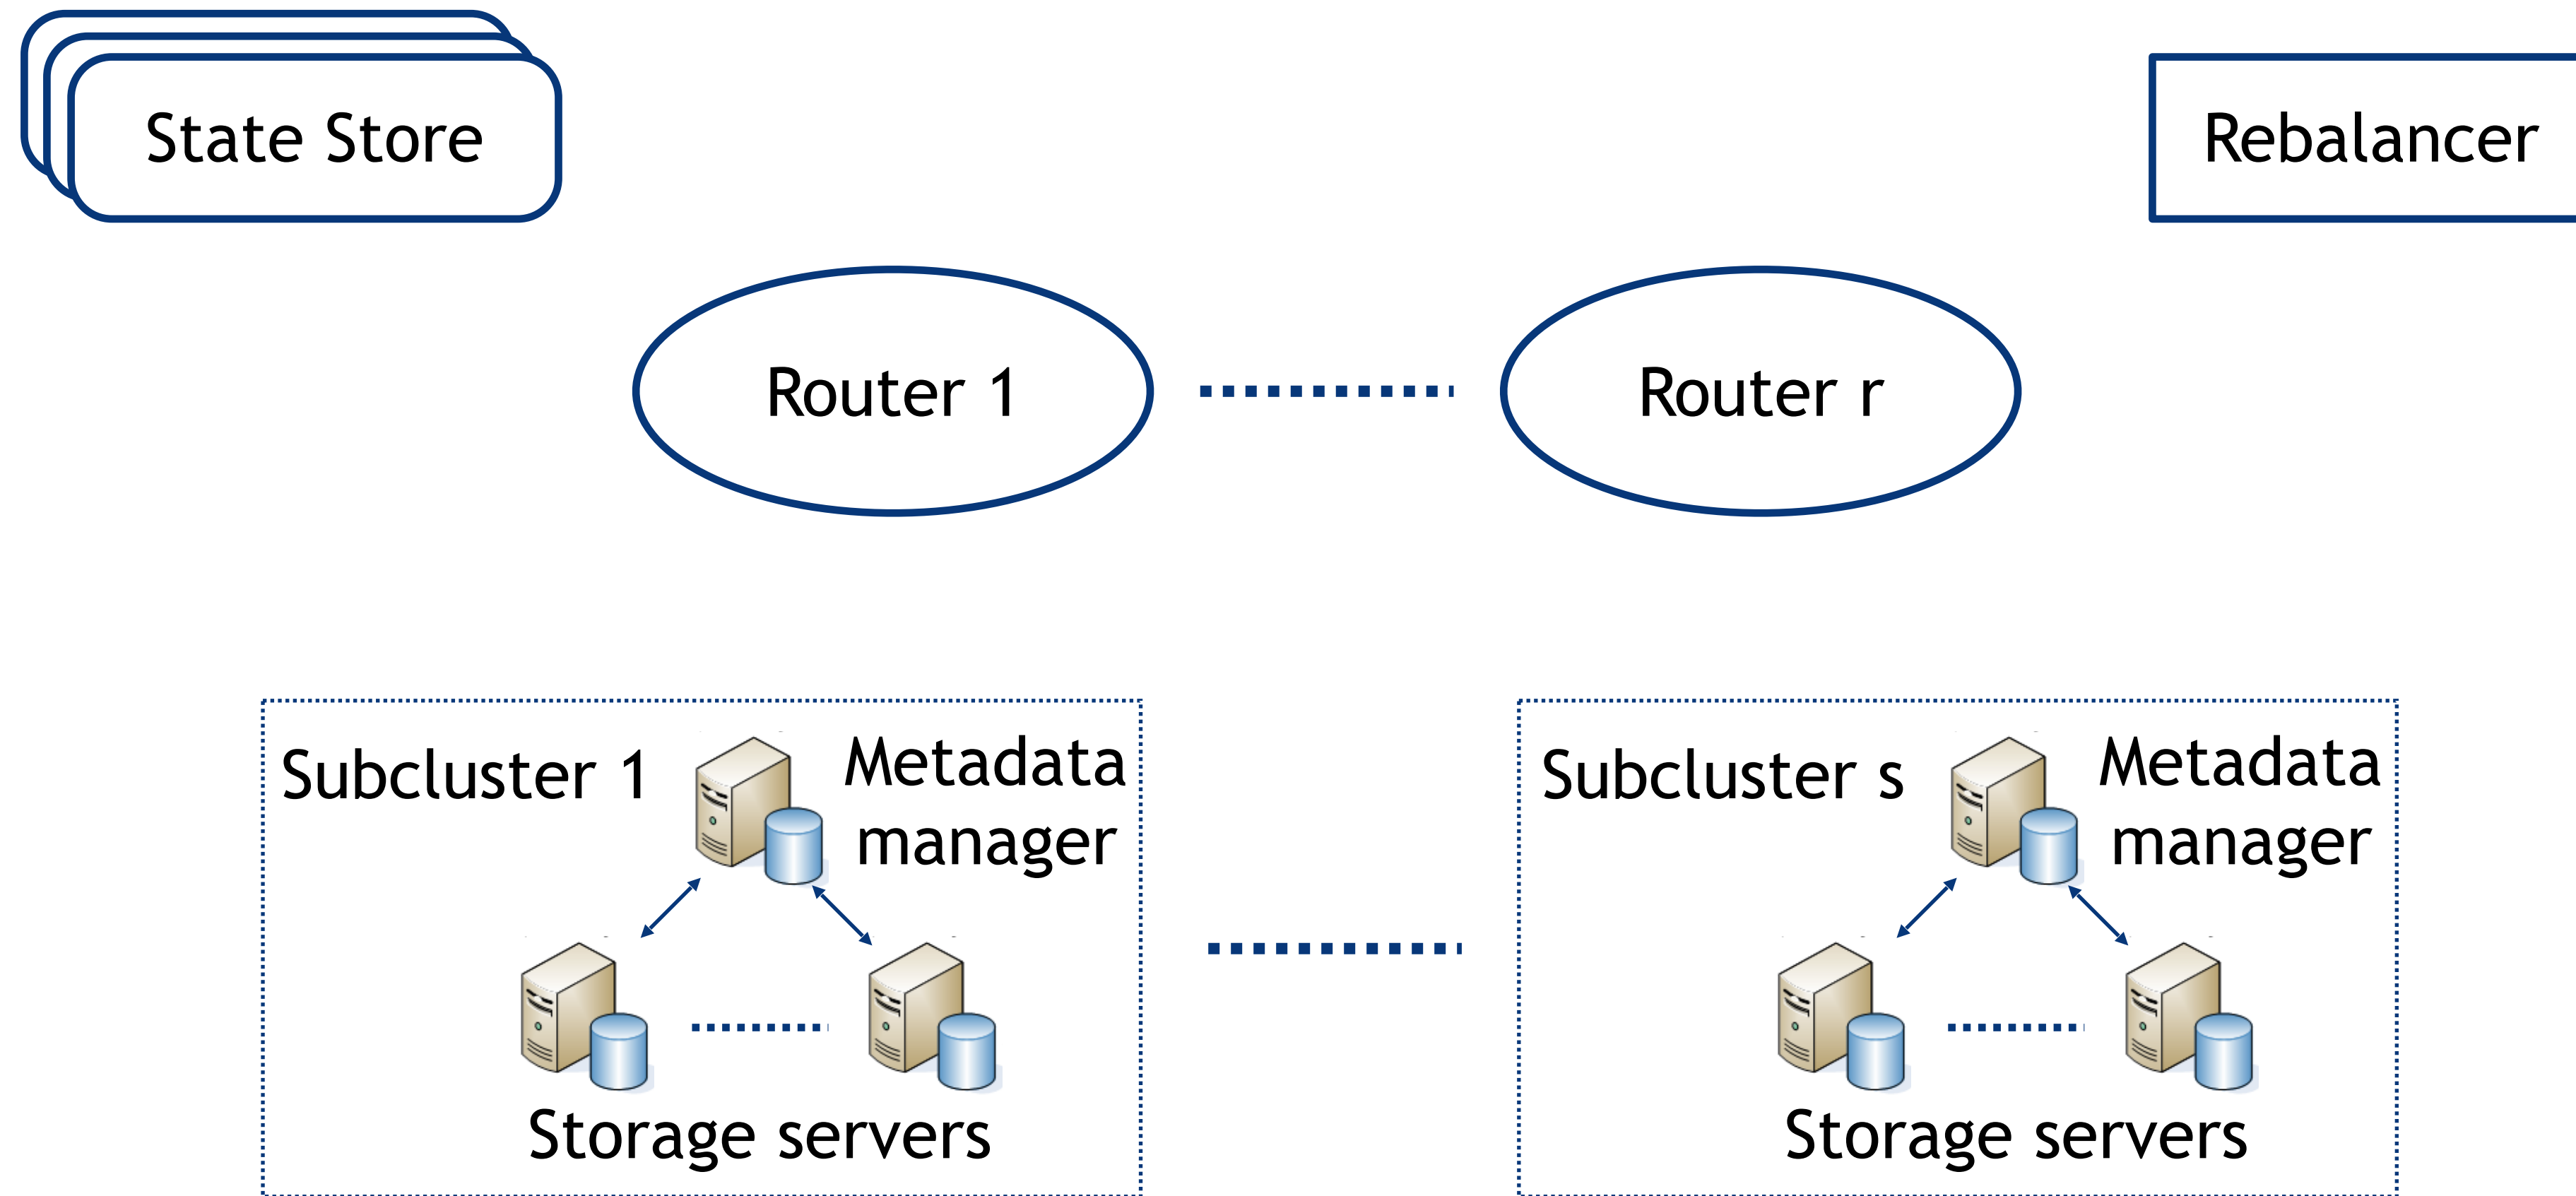 State Store
Rebalancer
Router 1
Router r
Subcluster 1
Metadata
manager
Storage servers
Subcluster s
Metadata
manager
Storage servers